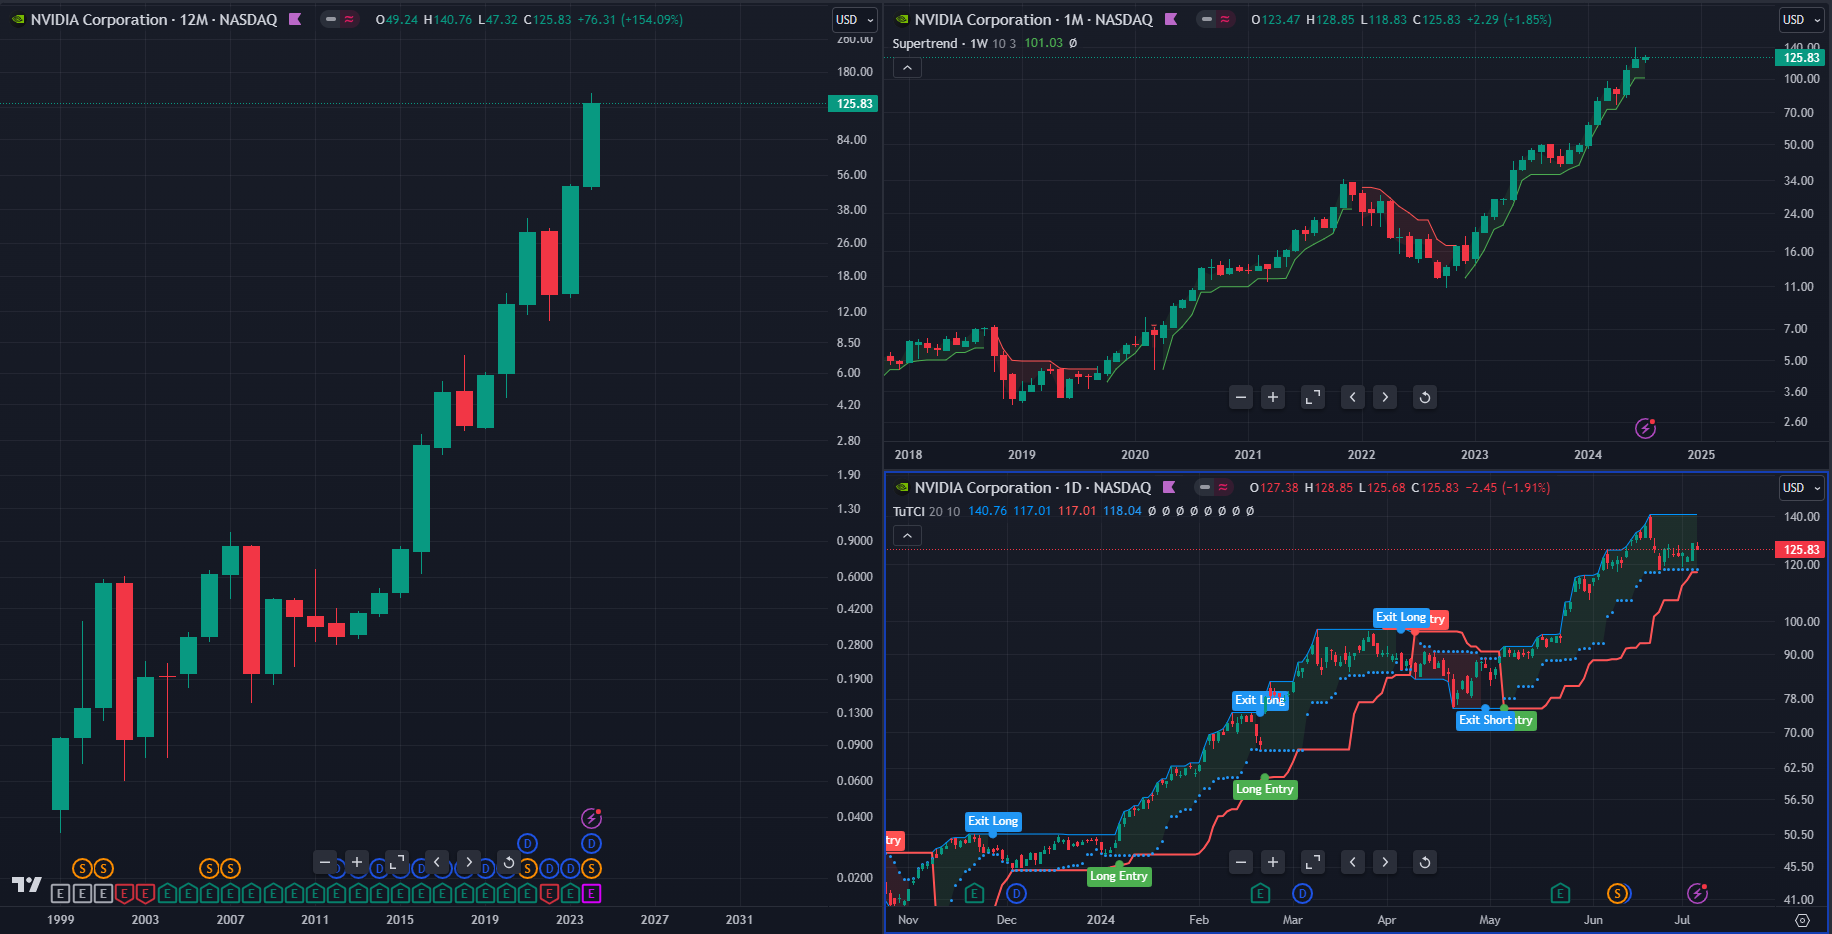 NVIDIA Corporation · 12M · NASDAQ O49.24 H140.76 L47.32 C125.83 +76.31 (+154.09%)
USD
260.00
180.00
125.83
84.00
56.00
38.00
26.00
18.00
12.00
8.50
6.00
4.20
2.80
1.90
1.30
0.9000
0.6000
0.4200
0.2800
0.1900
0.1300
0.0900
0.0600
0.0400
0.0200
D D
S S S S D D D D D S D D S
E E E E E E E E E E E E E E E E E E E E E E E E E E
1999 2003 2007 2011 2015 2019 2023 2027 2031
NVIDIA Corporation · 1M · NASDAQ O123.47 H128.85 L118.83 C125.83 +2.29 (+1.85%)
USD
Supertrend · 1W 10 3 101.03 Ø
140.00
125.83
100.00
70.00
50.00
34.00
24.00
16.00
11.00
7.00
5.00
3.60
2.60
2018 2019 2020 2021 2022 2023 2024 2025
NVIDIA Corporation · 1D · NASDAQ O127.38 H128.85 L125.68 C125.83 −2.45 (−1.91%)
USD
TuTCI 20 10 140.76 117.01 117.01 118.04 Ø Ø Ø Ø Ø Ø Ø Ø
140.00
125.83
120.00
100.00
90.00
78.00
70.00
62.50
56.50
50.50
45.50
41.00
Exit Long try
Exit Long
Exit Short ntry
Long Entry
Exit Long
try
Long Entry
E D E D E S
Nov Dec 2024 Feb Mar Apr May Jun Jul